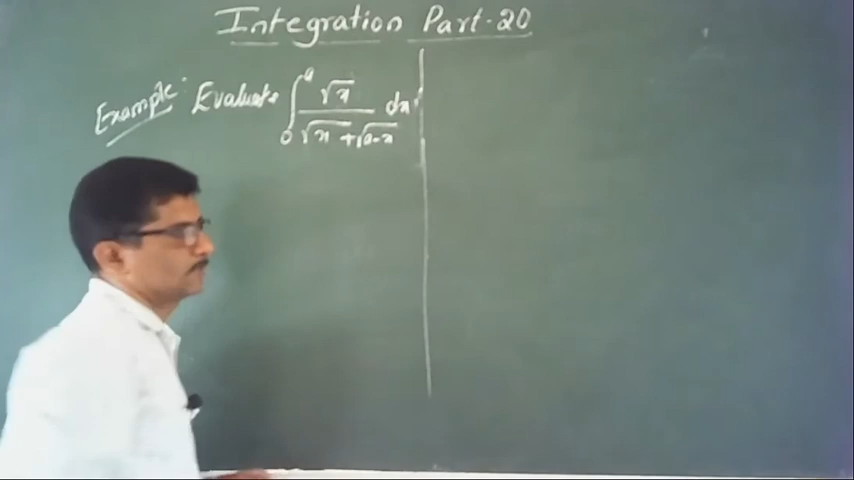 Integration Part-20
Example: Evaluate ∫₀ᵃ √x / (√x + √a-x) dx